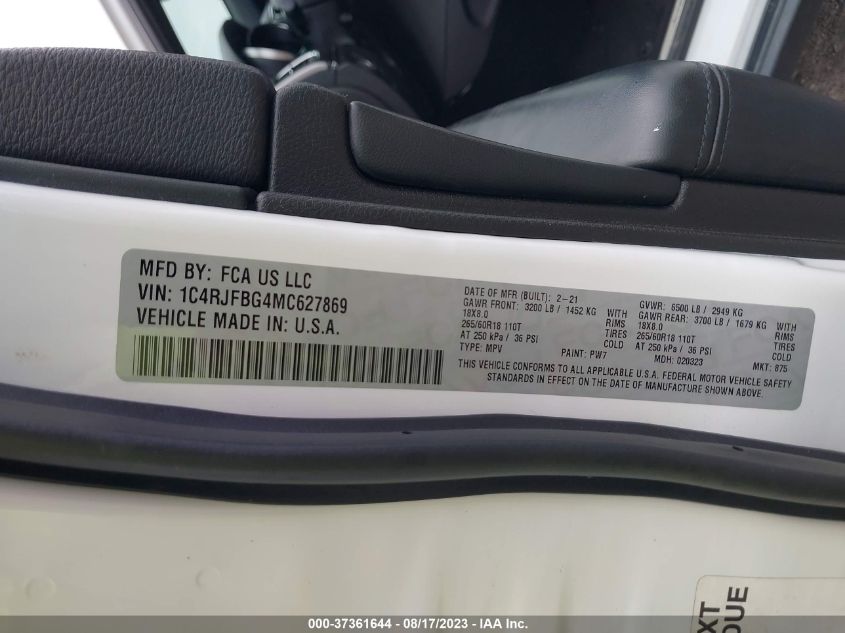 MFD BY: FCA US LLC
VIN: 1C4RJFBG4MC627869
VEHICLE MADE IN: U.S.A.
DATE OF MFR (BUILT): 2-21
GAWR FRONT: 3200 LB / 1452 KG WITH
18X8.0 RIMS
265/60R18 110T TIRES
AT 250 kPa / 36 PSI COLD
TYPE: MPV PAINT: PW7
GVWR: 6500 LB / 2949 KG
GAWR REAR: 3700 LB / 1679 KG WITH
18X8.0 RIMS
265/60R18 110T TIRES
AT 250 kPa / 36 PSI COLD
MDH: 020323 MKT: 875
THIS VEHICLE CONFORMS TO ALL APPLICABLE U.S.A. FEDERAL MOTOR VEHICLE SAFETY
STANDARDS IN EFFECT ON THE DATE OF MANUFACTURE SHOWN ABOVE.
XT
DUE
000-37361644 - 08/17/2023 - IAA Inc.